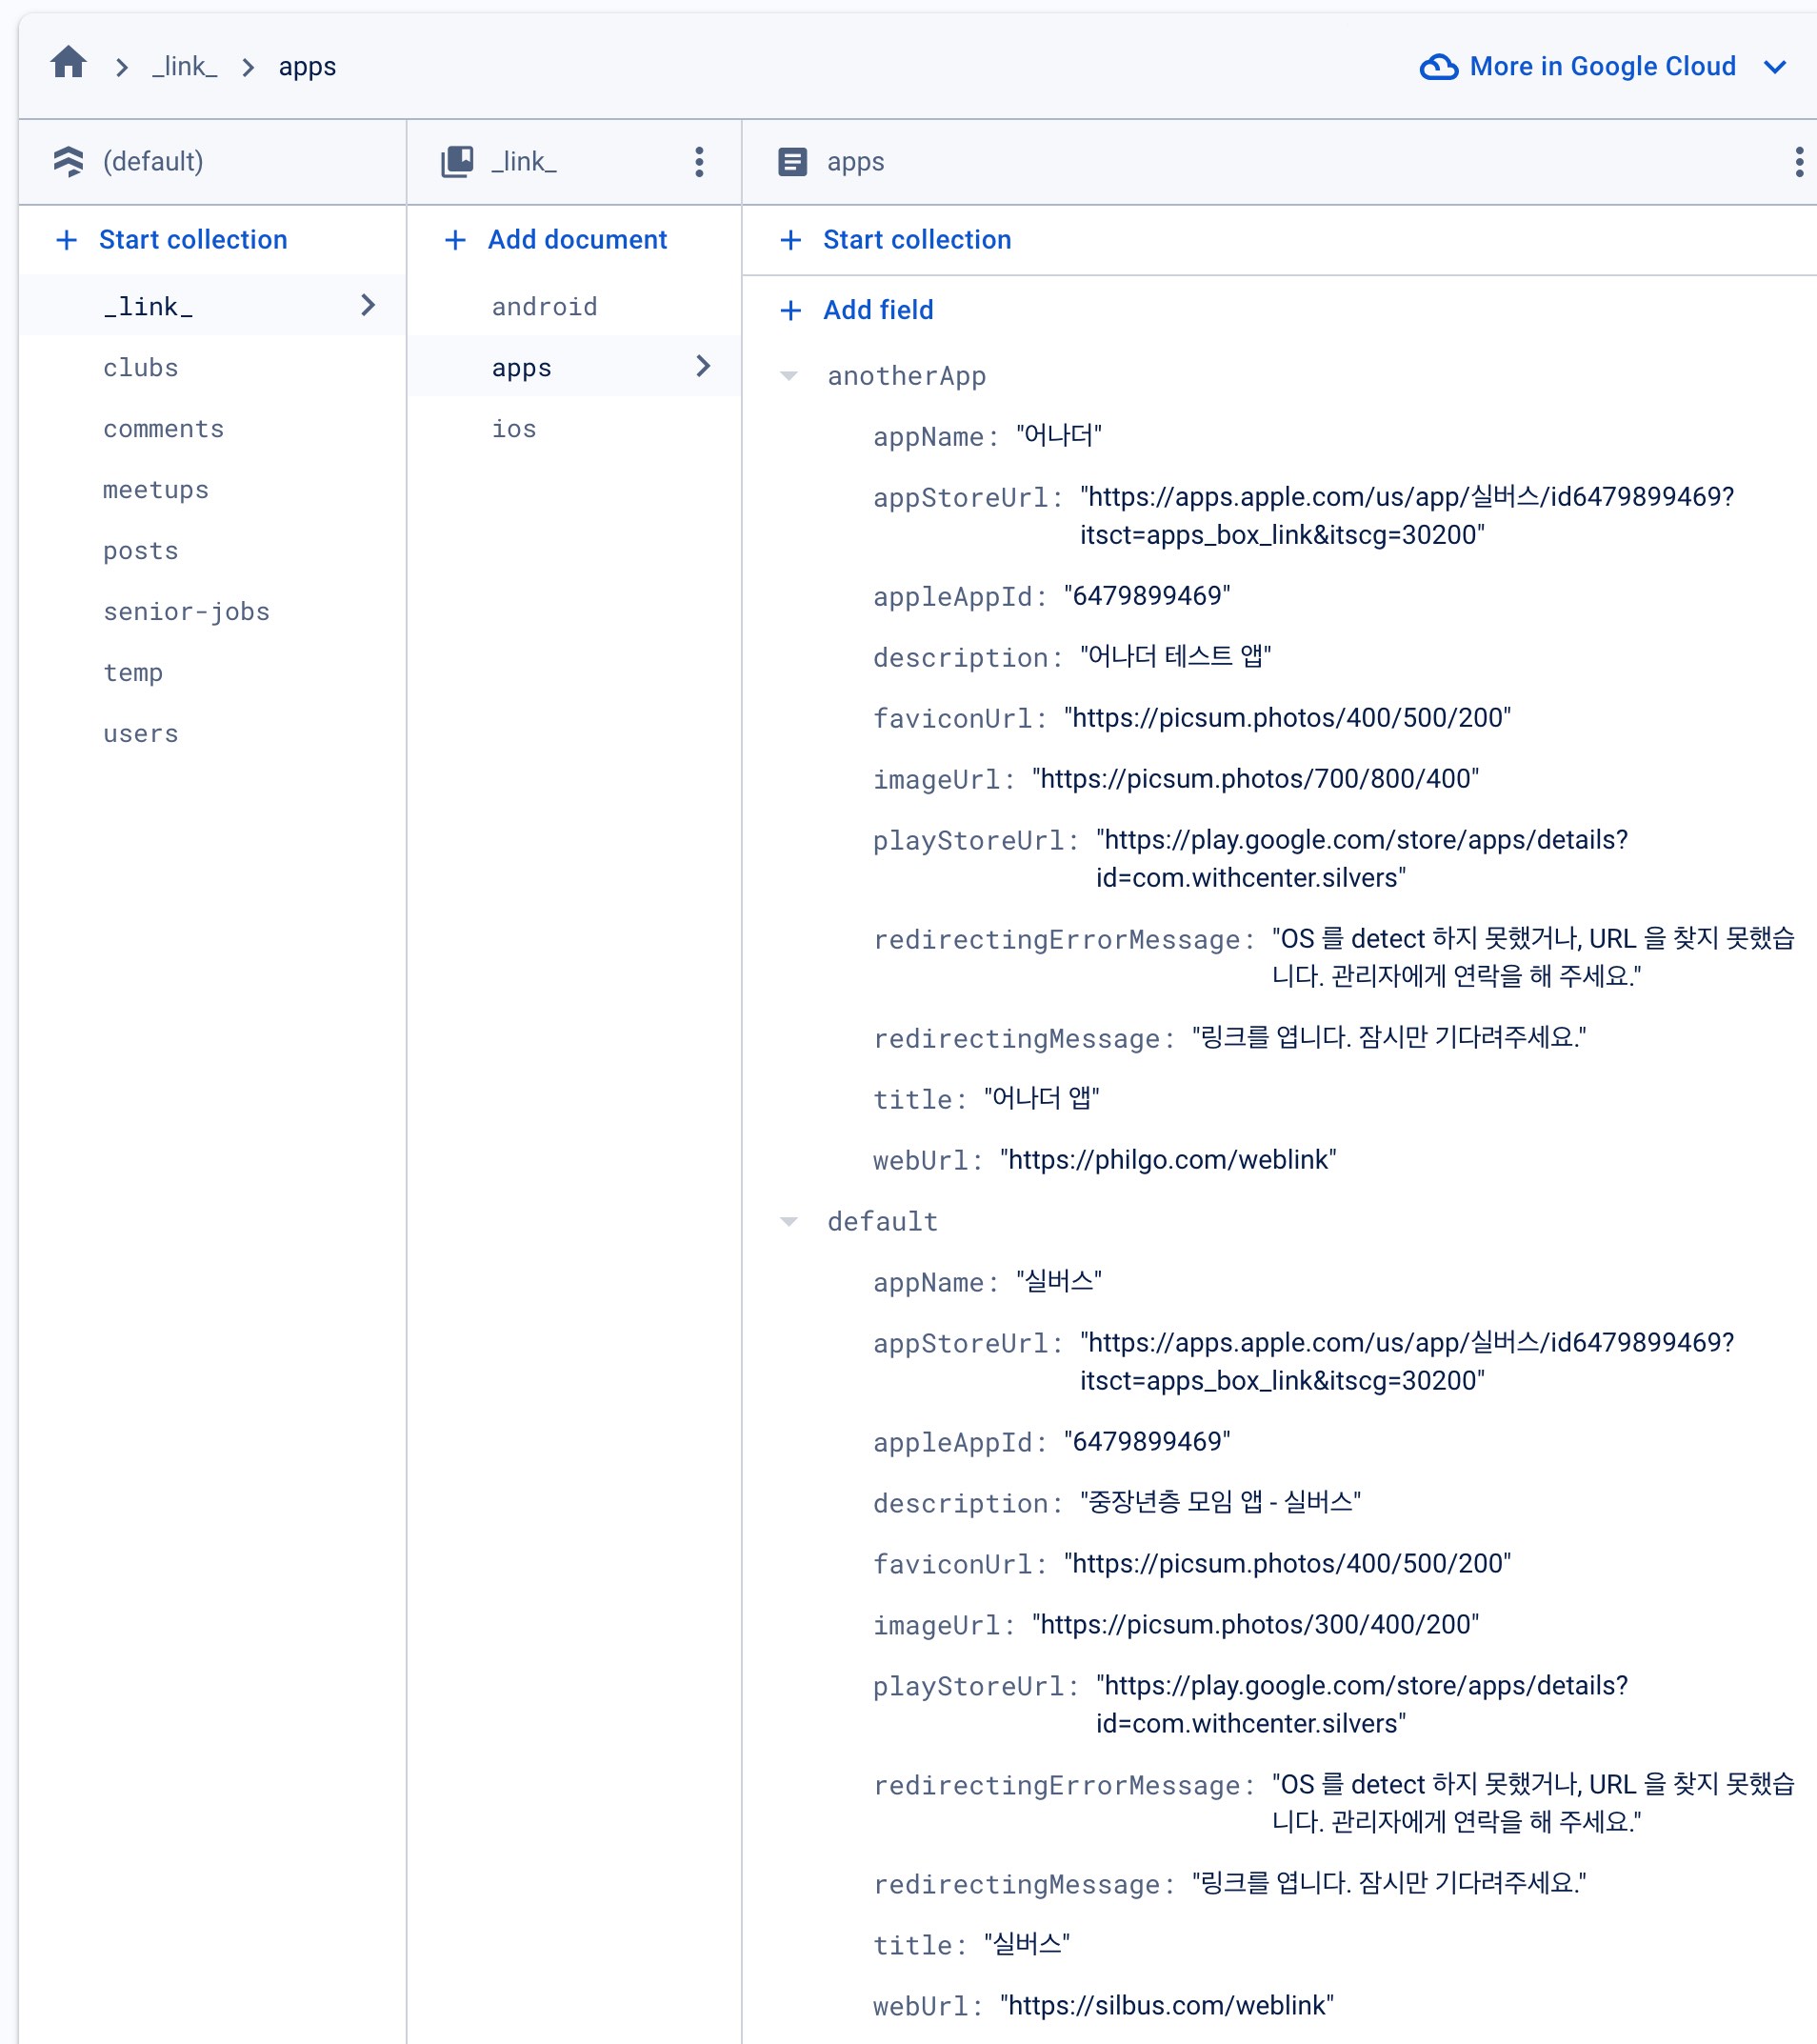 _link_ > apps
More in Google Cloud
(default)
_link_
apps
+ Start collection
_link_
clubs
comments
meetups
posts
senior-jobs
temp
users
+ Add document
android
apps
ios
+ Start collection
+ Add field
anotherApp
appName: "어나더"
appStoreUrl: "https://apps.apple.com/us/app/실버스/id6479899469?
itsct=apps_box_link&itscg=30200"
appleAppId: "6479899469"
description: "어나더 테스트 앱"
faviconUrl: "https://picsum.photos/400/500/200"
imageUrl: "https://picsum.photos/700/800/400"
playStoreUrl: "https://play.google.com/store/apps/details?
id=com.withcenter.silvers"
redirectingErrorMessage: "OS 를 detect 하지 못했거나, URL 을 찾지 못했습
니다. 관리자에게 연락을 해 주세요."
redirectingMessage: "링크를 엽니다. 잠시만 기다려주세요."
title: "어나더 앱"
webUrl: "https://philgo.com/weblink"
default
appName: "실버스"
appStoreUrl: "https://apps.apple.com/us/app/실버스/id6479899469?
itsct=apps_box_link&itscg=30200"
appleAppId: "6479899469"
description: "중장년층 모임 앱 - 실버스"
faviconUrl: "https://picsum.photos/400/500/200"
imageUrl: "https://picsum.photos/300/400/200"
playStoreUrl: "https://play.google.com/store/apps/details?
id=com.withcenter.silvers"
redirectingErrorMessage: "OS 를 detect 하지 못했거나, URL 을 찾지 못했습
니다. 관리자에게 연락을 해 주세요."
redirectingMessage: "링크를 엽니다. 잠시만 기다려주세요."
title: "실버스"
webUrl: "https://silbus.com/weblink"